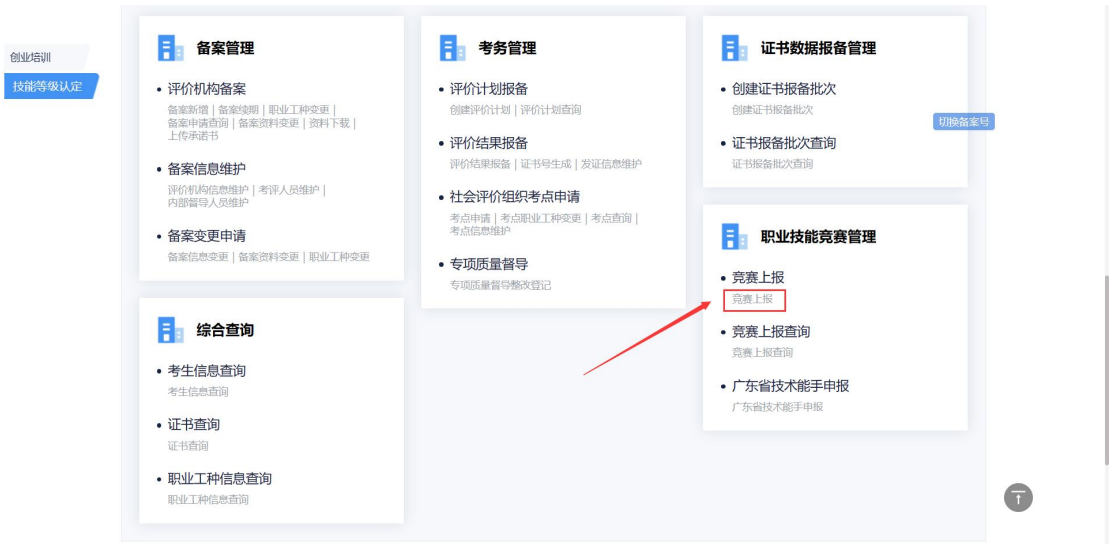 创业培训
技能等级认定
备案管理
评价机构备案
备案新增 | 备案续期 | 职业工种变更 |
备案申请查询 | 备案资料变更 | 资料下载 |
上传承诺书
备案信息维护
评价机构信息维护 | 考评人员维护 |
内部督导人员维护
备案变更申请
备案信息变更 | 备案资料变更 | 职业工种变更
综合查询
考生信息查询
考生信息查询
证书查询
证书查询
职业工种信息查询
职业工种信息查询
考务管理
评价计划报备
创建评价计划 | 评价计划查询
评价结果报备
评价结果报备 | 证书号生成 | 发证信息维护
社会评价组织考点申请
考点申请 | 考点职业工种变更 | 考点查询 |
考点信息维护
专项质量督导
专项质量督导整改登记
证书数据报备管理
创建证书报备批次
创建证书报备批次
证书报备批次查询
证书报备批次查询
切换备案号
职业技能竞赛管理
竞赛上报
竞赛上报
竞赛上报查询
竞赛上报查询
广东省技术能手申报
广东省技术能手申报